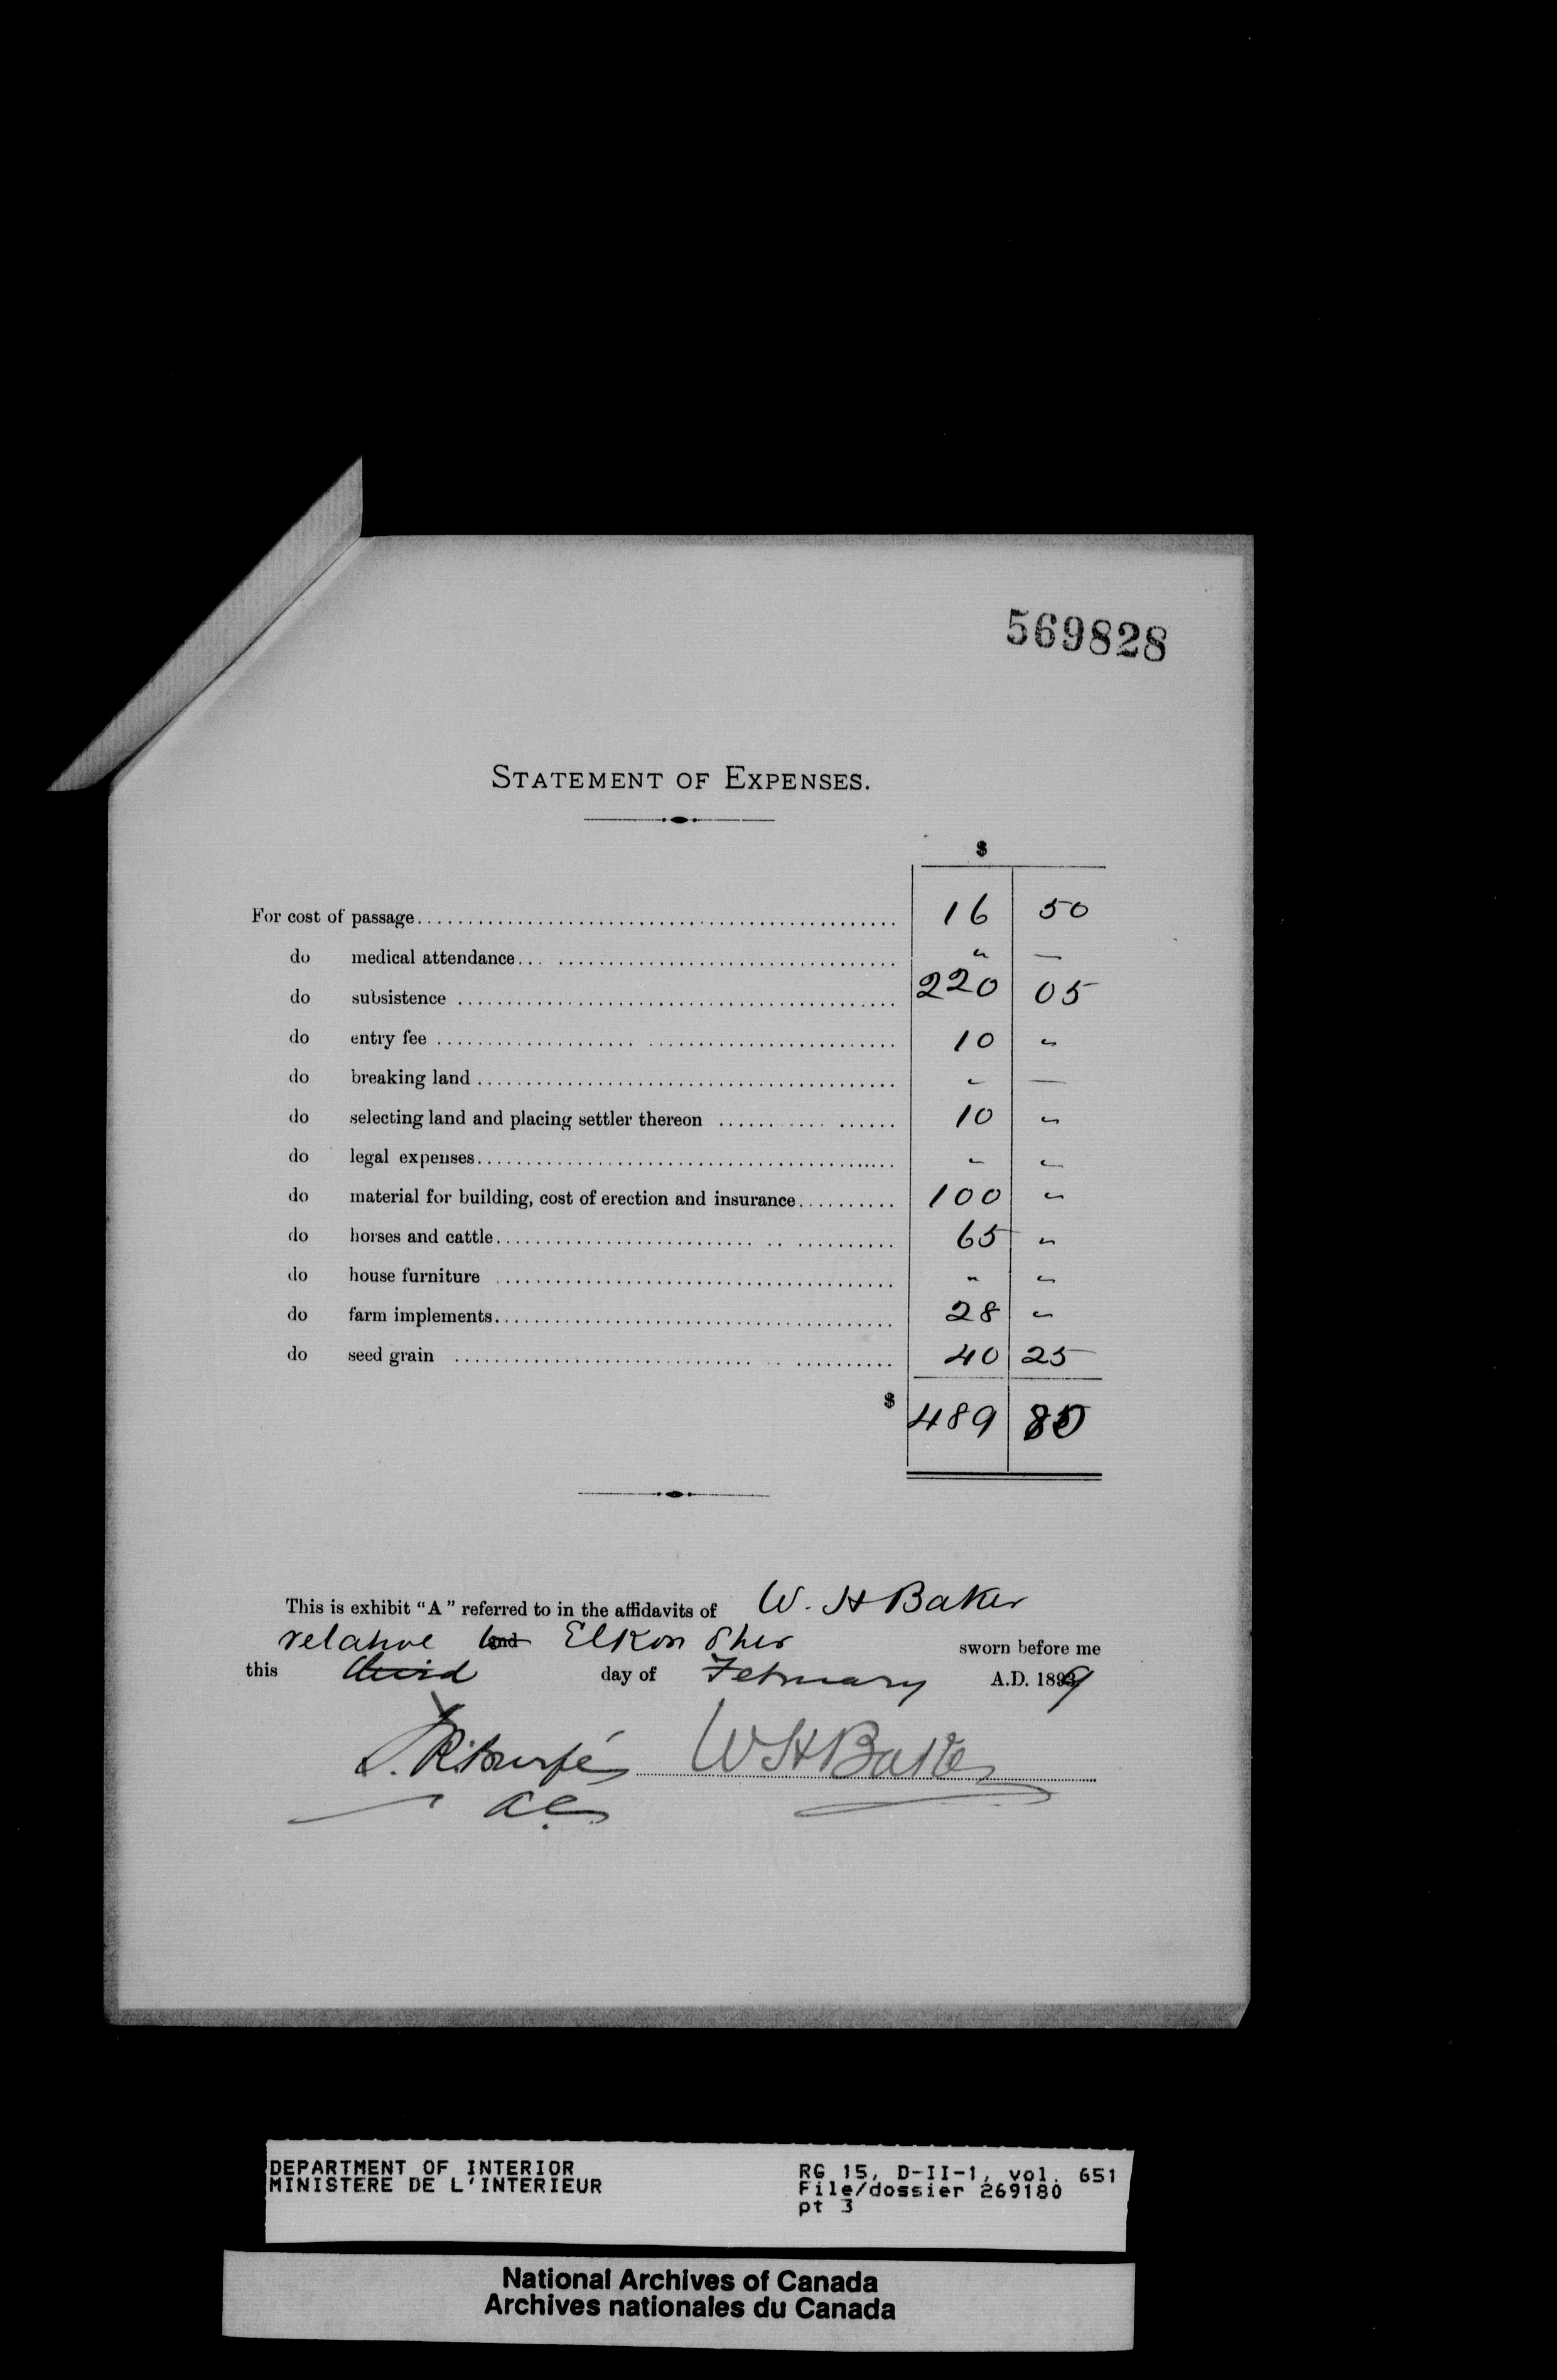 569828
STATEMENT OF EXPENSES.
$
For cost of passage 16 50
do medical attendance " —
do subsistence 220 05
do entry fee 10 "
do breaking land " —
do selecting land and placing settler thereon 10 "
do legal expenses " "
do material for building, cost of erection and insurance 100 "
do horses and cattle 65 "
do house furniture " "
do farm implements 28 "
do seed grain 40 25
$ 489 80
This is exhibit "A" referred to in the affidavits of W. H Baker
relative Elkon sworn before me
this third day of February A.D. 1894
W H Baker
DEPARTMENT OF INTERIOR
MINISTERE DE L'INTERIEUR
RG 15, D-II-1, vol. 651
File/dossier 269180
pt 3
National Archives of Canada
Archives nationales du Canada